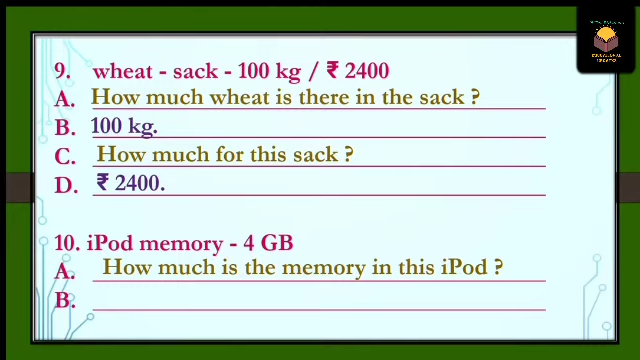 9. wheat - sack - 100 kg / ₹ 2400
A. How much wheat is there in the sack ?
B. 100 kg.
C. How much for this sack ?
D. ₹ 2400.
10. iPod memory - 4 GB
A. How much is the memory in this iPod ?
B.